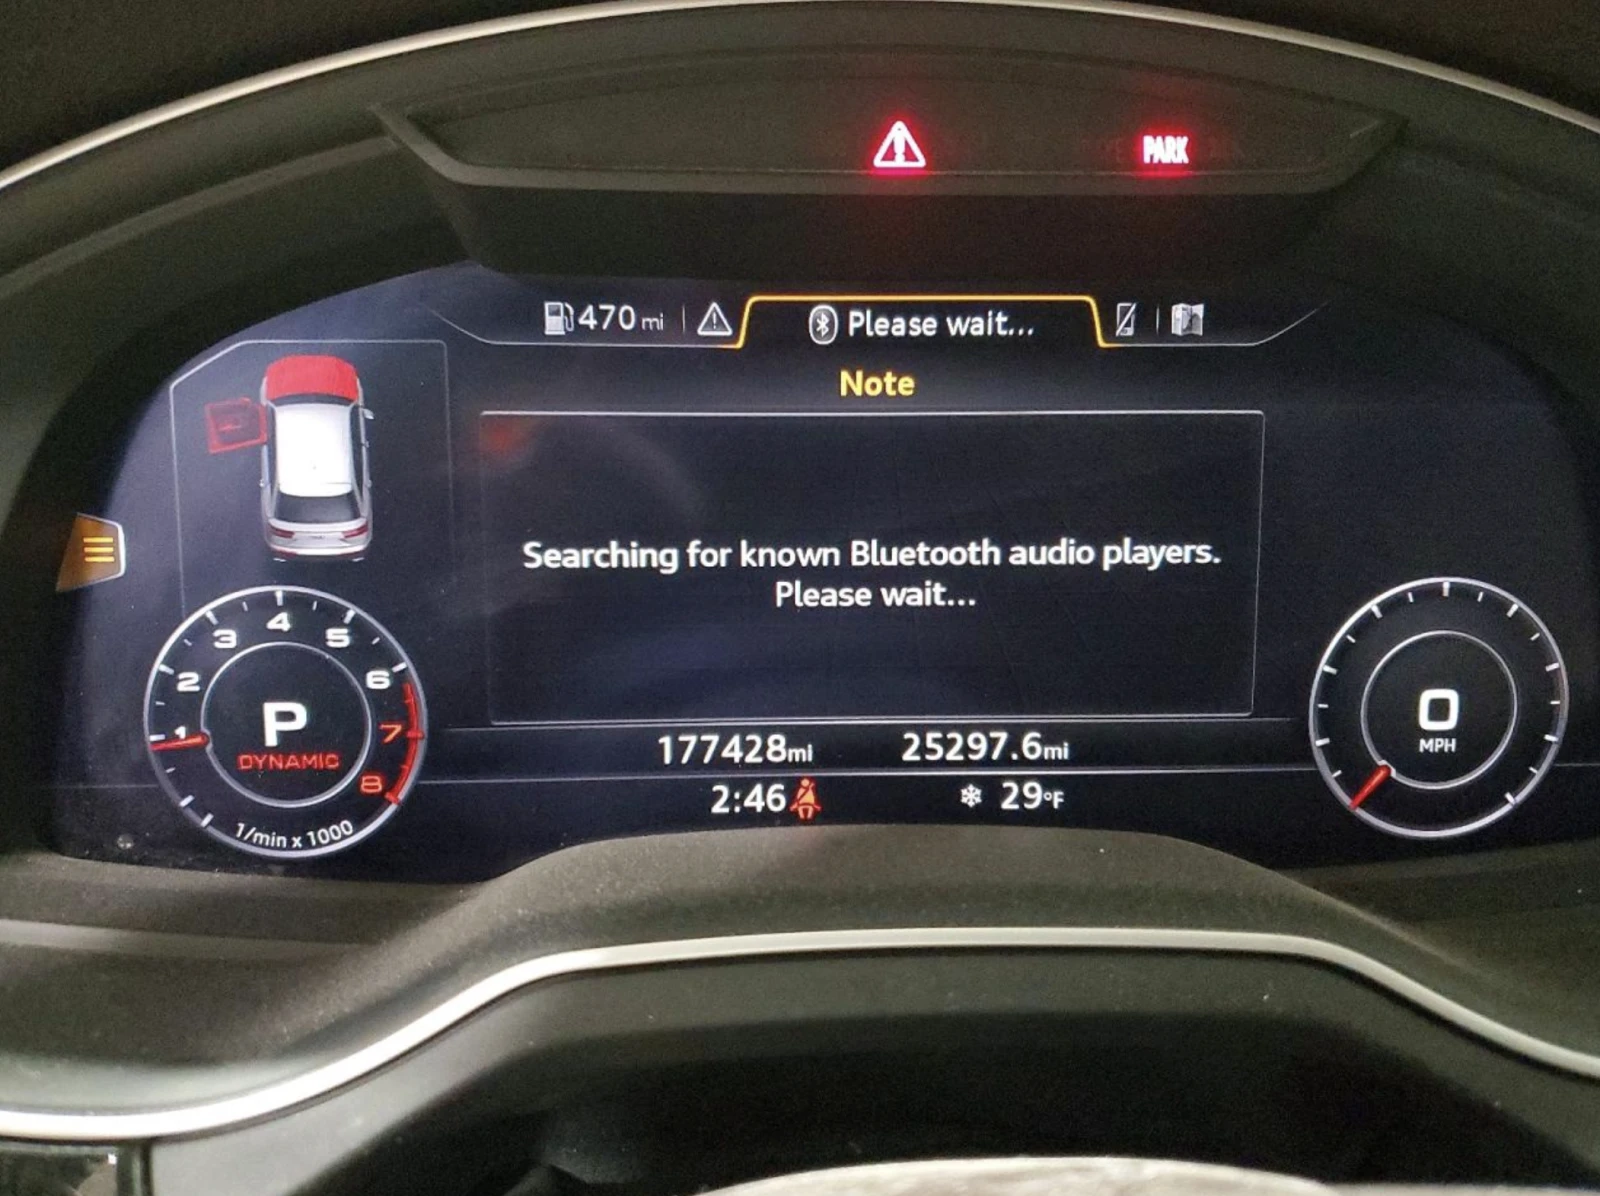 PARK
470 mi
Please wait...
Note
Searching for known Bluetooth audio players.
Please wait...
1 2 3 4 5 6 7 8
P
DYNAMIC
1/min x 1000
0
MPH
177428mi 25297.6mi
2:46 29°F